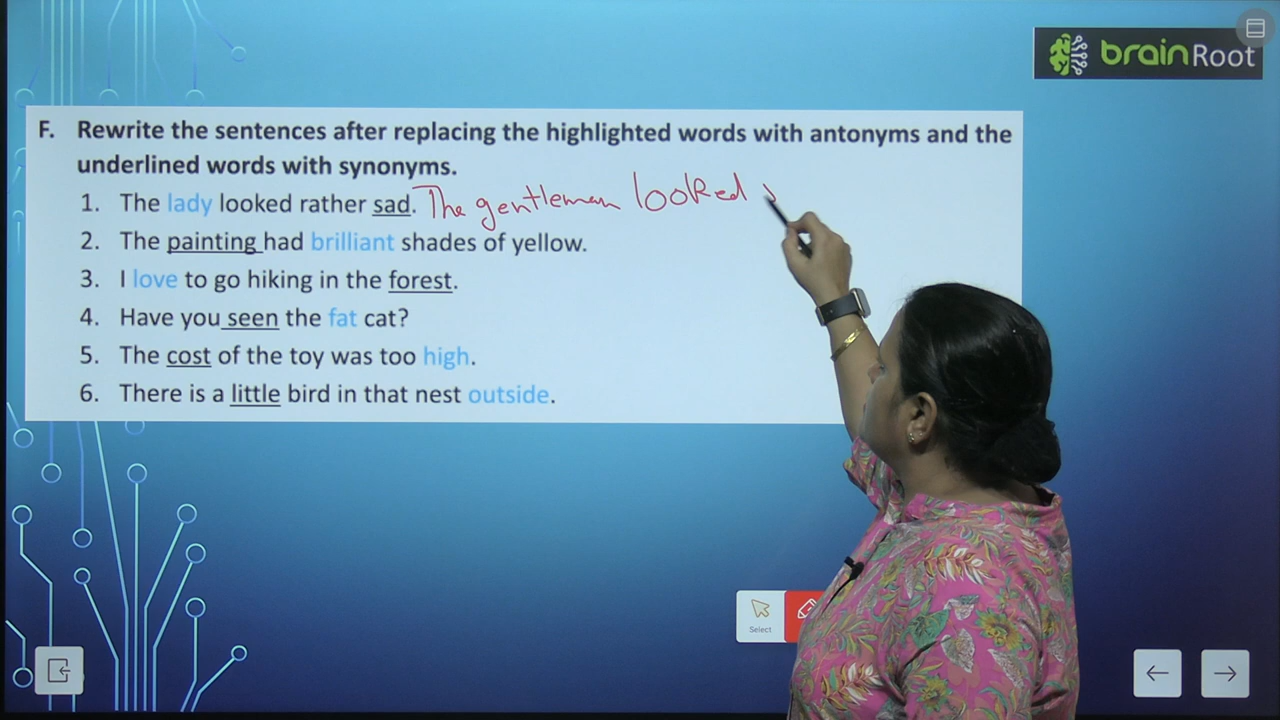 brainRoot
F. Rewrite the sentences after replacing the highlighted words with antonyms and the
underlined words with synonyms.
1. The lady looked rather sad. The gentleman looked
2. The painting had brilliant shades of yellow.
3. I love to go hiking in the forest.
4. Have you seen the fat cat?
5. The cost of the toy was too high.
6. There is a little bird in that nest outside.
Select